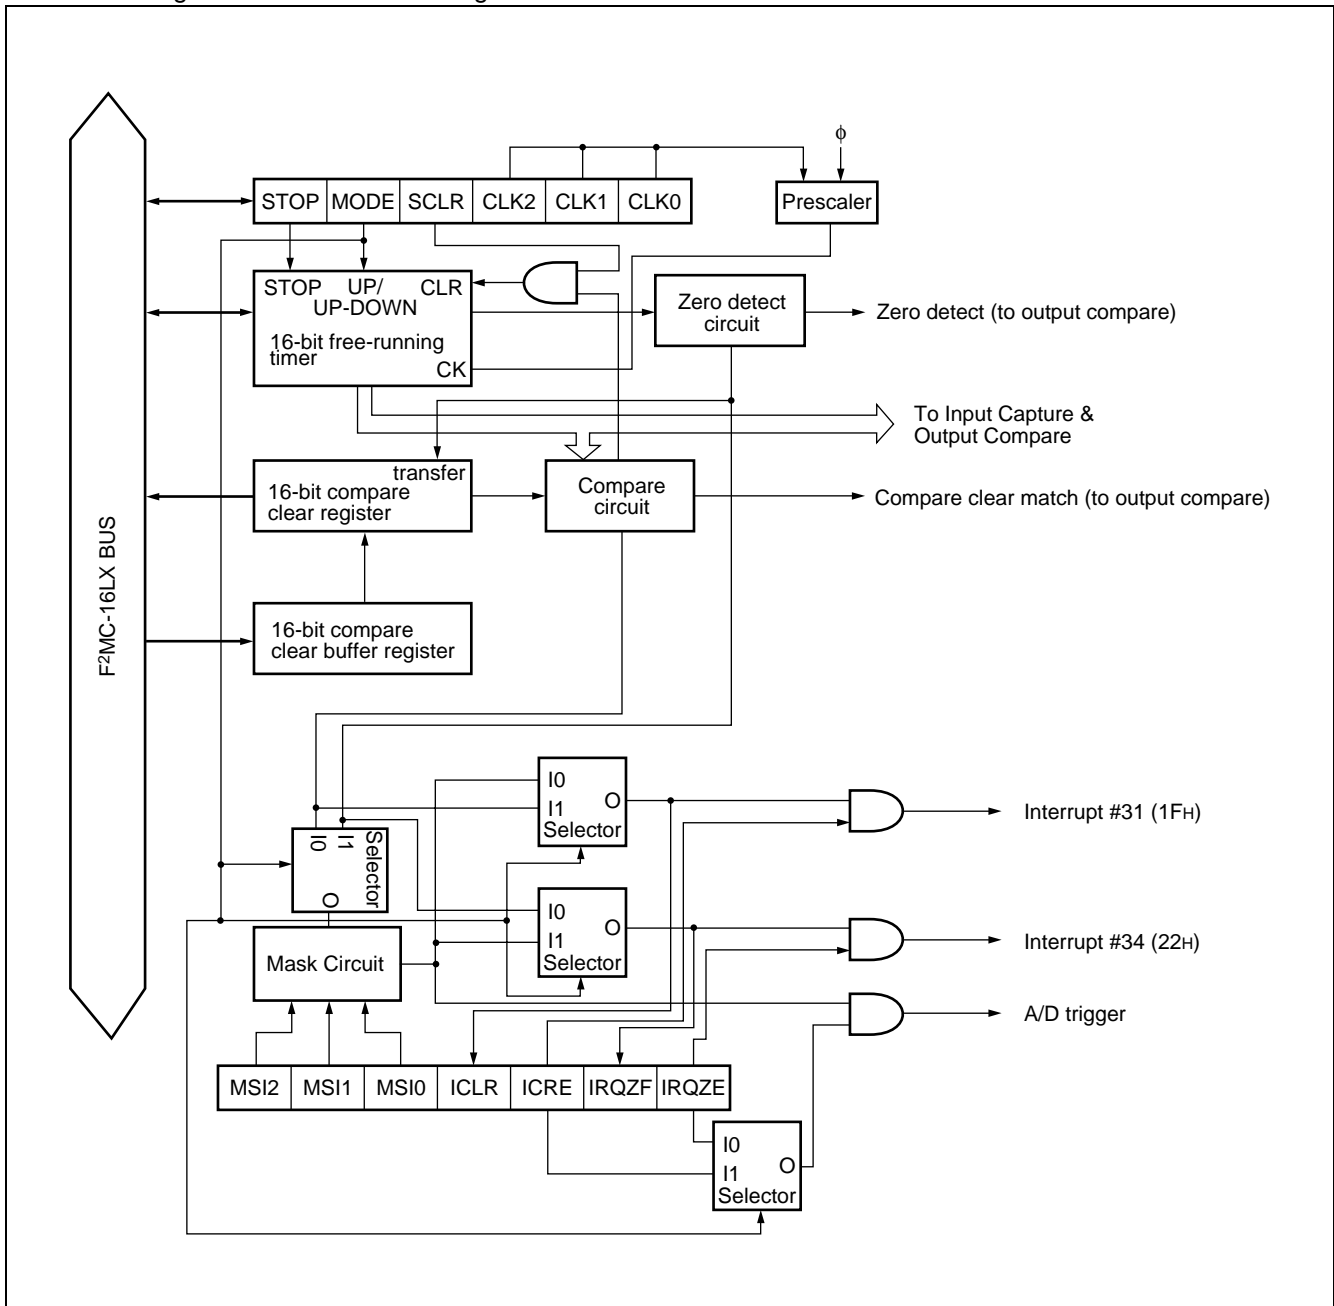 ϕ
STOP MODE SCLR CLK2 CLK1 CLK0
Prescaler
STOP UP/ CLR
UP-DOWN
16-bit free-running
timer
CK
Zero detect
circuit
Zero detect (to output compare)
To Input Capture &
Output Compare
transfer
16-bit compare
clear register
Compare
circuit
Compare clear match (to output compare)
F²MC-16LX BUS
16-bit compare
clear buffer register
I0
I1
O
Selector
I0
I1
O
Selector
Interrupt #31 (1FH)
I0
I1
O
Selector
Interrupt #34 (22H)
Mask Circuit
A/D trigger
MSI2 MSI1 MSI0 ICLR ICRE IRQZF IRQZE
I0
I1
O
Selector